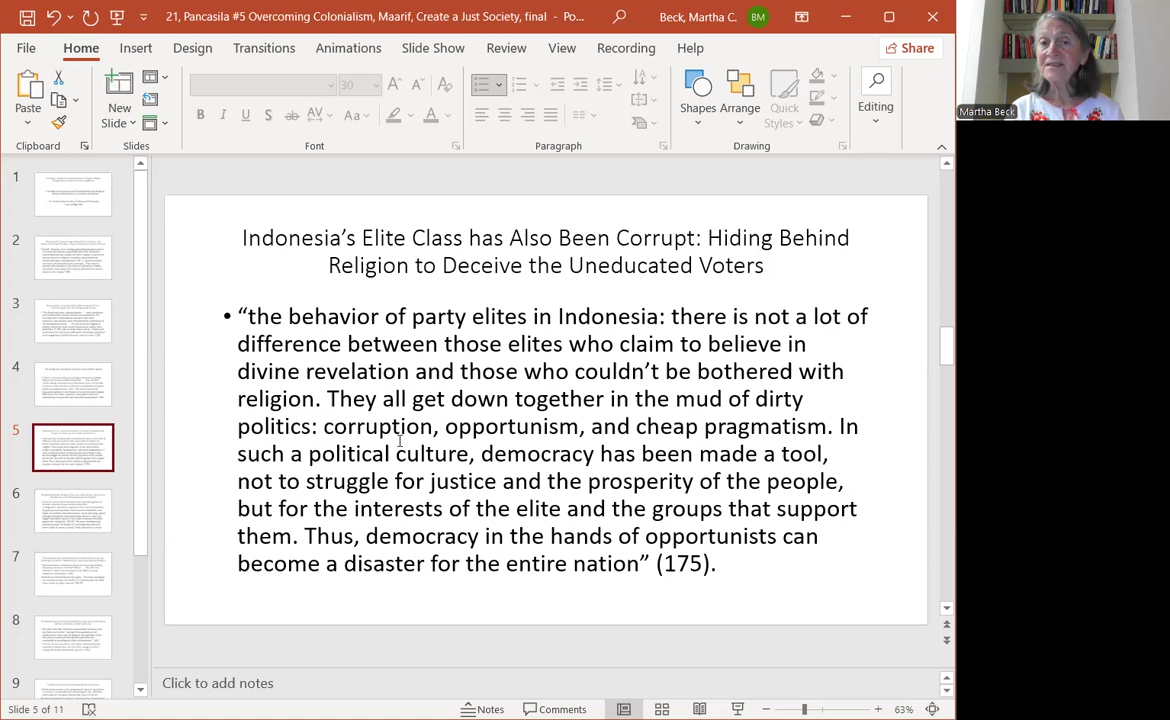 21, Pancasila #5 Overcoming Colonialism, Maarif, Create a Just Society, final - Po...
Beck, Martha C.
BM
File
Home
Insert
Design
Transitions
Animations
Slide Show
Review
View
Recording
Help
Share
Paste
New
Slide
30
B I U S ab AV Aa A
Shapes
Arrange
Quick
Styles
Editing
Clipboard
Slides
Font
Paragraph
Drawing
Martha Beck
1
2
3
4
5
6
7
8
9
Indonesia's Elite Class has Also Been Corrupt: Hiding Behind
Religion to Deceive the Uneducated Voters
• “the behavior of party elites in Indonesia: there is not a lot of
difference between those elites who claim to believe in
divine revelation and those who couldn't be bothered with
religion. They all get down together in the mud of dirty
politics: corruption, opportunism, and cheap pragmatism. In
such a political culture, democracy has been made a tool,
not to struggle for justice and the prosperity of the people,
but for the interests of the elite and the groups that support
them. Thus, democracy in the hands of opportunists can
become a disaster for the entire nation” (175).
Click to add notes
Slide 5 of 11
Notes
Comments
63%